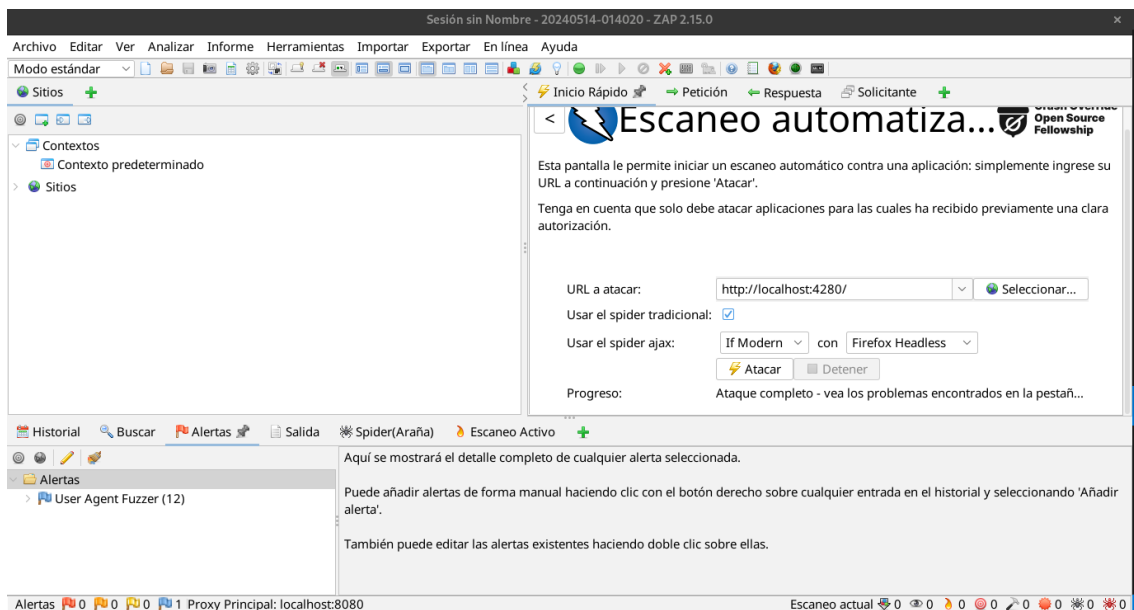 Sesión sin Nombre - 20240514-014020 - ZAP 2.15.0
Archivo Editar Ver Analizar Informe Herramientas Importar Exportar En línea Ayuda
Modo estándar
Sitios
Inicio Rápido Petición Respuesta Solicitante
Contextos
Contexto predeterminado
Sitios
< Escaneo automatiza...
Crash Override
Open Source
Fellowship
Esta pantalla le permite iniciar un escaneo automático contra una aplicación: simplemente ingrese su
URL a continuación y presione 'Atacar'.
Tenga en cuenta que solo debe atacar aplicaciones para las cuales ha recibido previamente una clara
autorización.
URL a atacar: http://localhost:4280/ Seleccionar...
Usar el spider tradicional:
Usar el spider ajax: If Modern con Firefox Headless
Atacar Detener
Progreso: Ataque completo - vea los problemas encontrados en la pestañ...
Historial Buscar Alertas Salida Spider(Araña) Escaneo Activo
Alertas
User Agent Fuzzer (12)
Aquí se mostrará el detalle completo de cualquier alerta seleccionada.
Puede añadir alertas de forma manual haciendo clic con el botón derecho sobre cualquier entrada en el historial y seleccionando 'Añadir
alerta'.
También puede editar las alertas existentes haciendo doble clic sobre ellas.
Alertas 0 0 0 1 Proxy Principal: localhost:8080 Escaneo actual 0 0 0 0 0 0 0 0